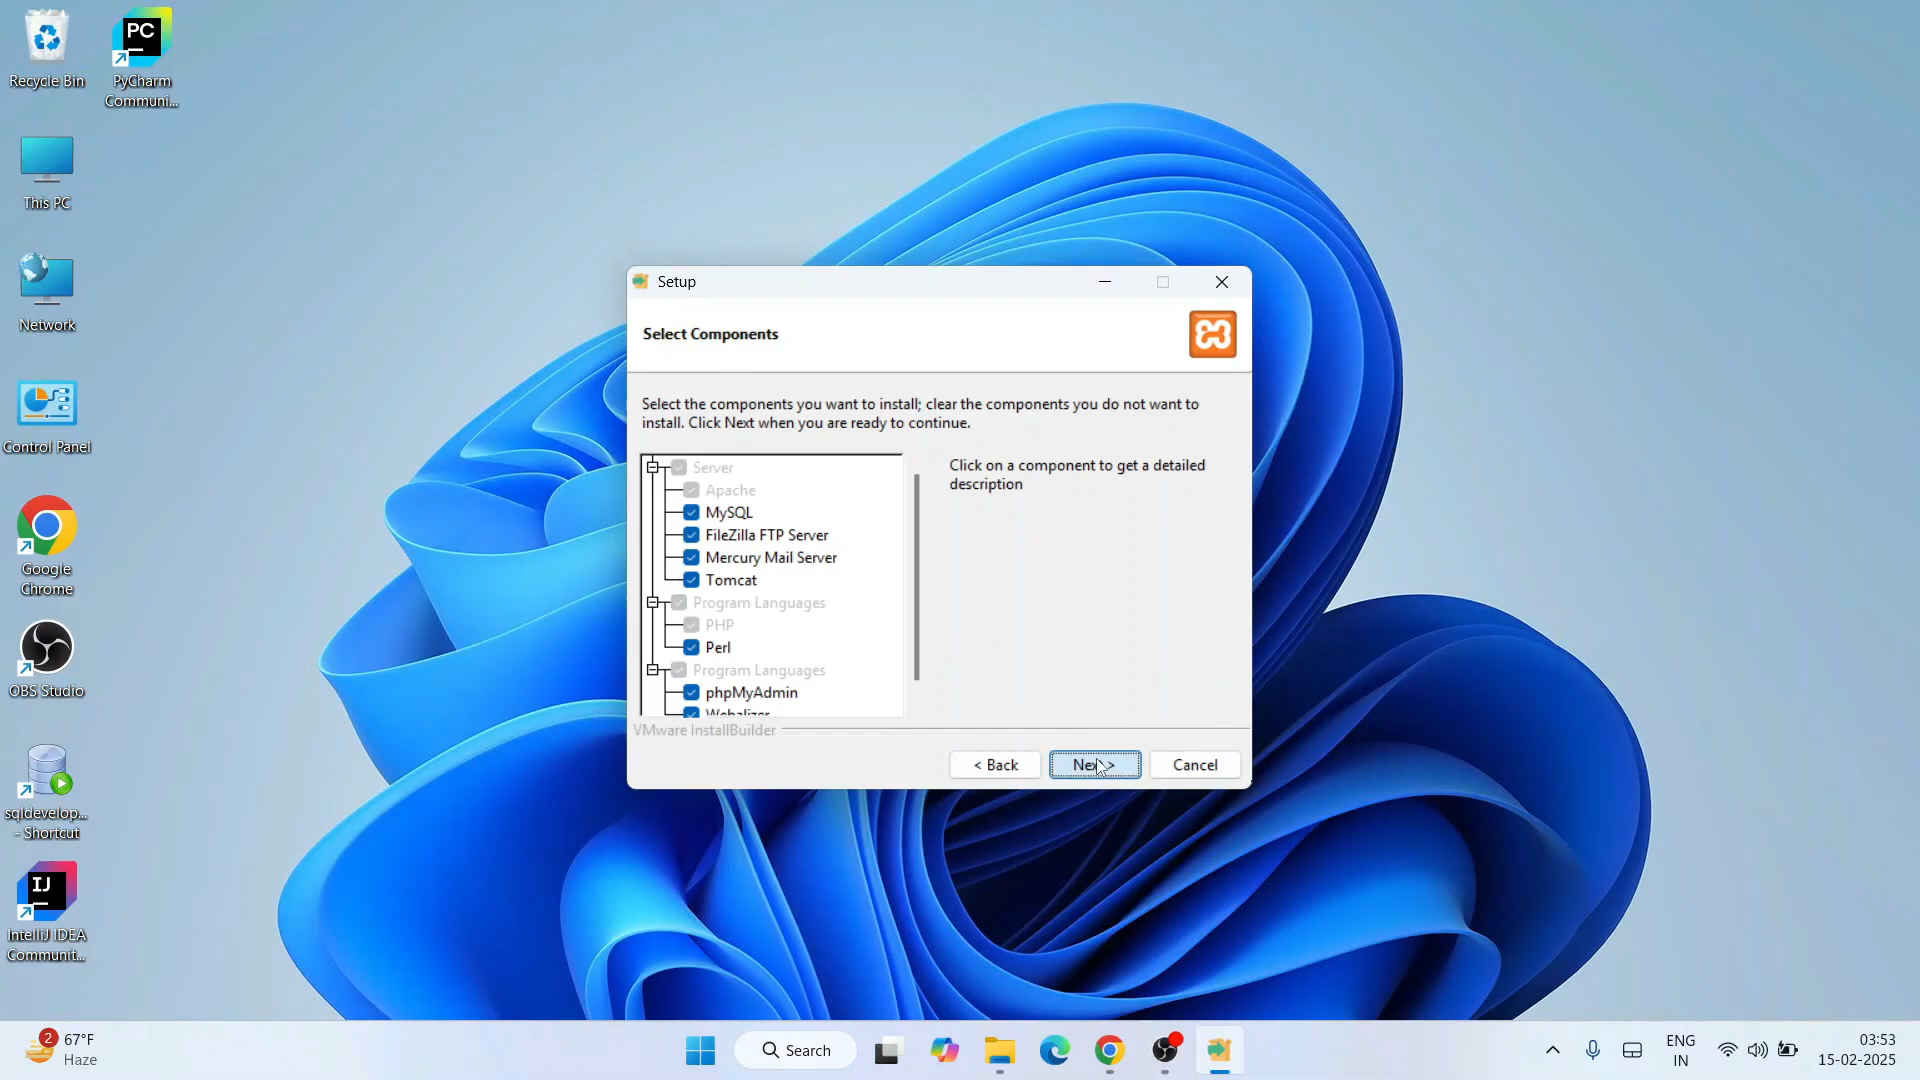 Recycle Bin
PyCharm
Communi...
This PC
Network
Control Panel
Google
Chrome
OBS Studio
sqldevelop...
- Shortcut
IntelliJ IDEA
Communit...
PC
IJ
Setup
Select Components
Select the components you want to install; clear the components you do not want to
install. Click Next when you are ready to continue.
Server
Apache
MySQL
FileZilla FTP Server
Mercury Mail Server
Tomcat
Program Languages
PHP
Perl
Program Languages
phpMyAdmin
Webalizer
Click on a component to get a detailed
description
VMware InstallBuilder
< Back
Next >
Cancel
2
67°F
Haze
Search
ENG
IN
03:53
15-02-2025